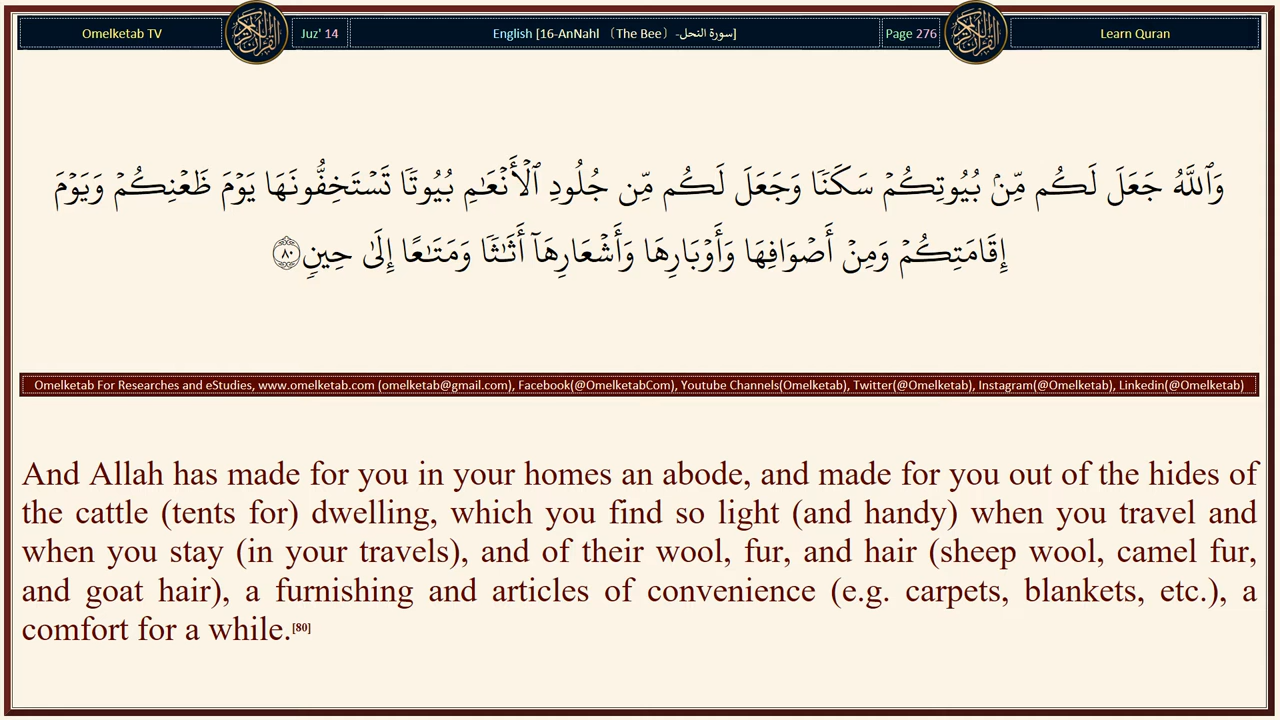 Omelketab TV
Juz' 14
English [16-AnNahl （The Bee） -سورة النحل]
Page 276
Learn Quran
وَٱللَّهُ جَعَلَ لَكُم مِّنۢ بُيُوتِكُمۡ سَكَنٗا وَجَعَلَ لَكُم مِّن جُلُودِ ٱلۡأَنۡعَٰمِ بُيُوتٗا تَسۡتَخِفُّونَهَا يَوۡمَ ظَعۡنِكُمۡ وَيَوۡمَ
إِقَامَتِكُمۡ وَمِنۡ أَصۡوَافِهَا وَأَوۡبَارِهَا وَأَشۡعَارِهَآ أَثَٰثٗا وَمَتَٰعًا إِلَىٰ حِينٖ ٨٠
Omelketab For Researches and eStudies, www.omelketab.com (omelketab@gmail.com), Facebook(@OmelketabCom), Youtube Channels(Omelketab), Twitter(@Omelketab), Instagram(@Omelketab), Linkedin(@Omelketab)
And Allah has made for you in your homes an abode, and made for you out of the hides of
the cattle (tents for) dwelling, which you find so light (and handy) when you travel and
when you stay (in your travels), and of their wool, fur, and hair (sheep wool, camel fur,
and goat hair), a furnishing and articles of convenience (e.g. carpets, blankets, etc.), a
comfort for a while.[80]